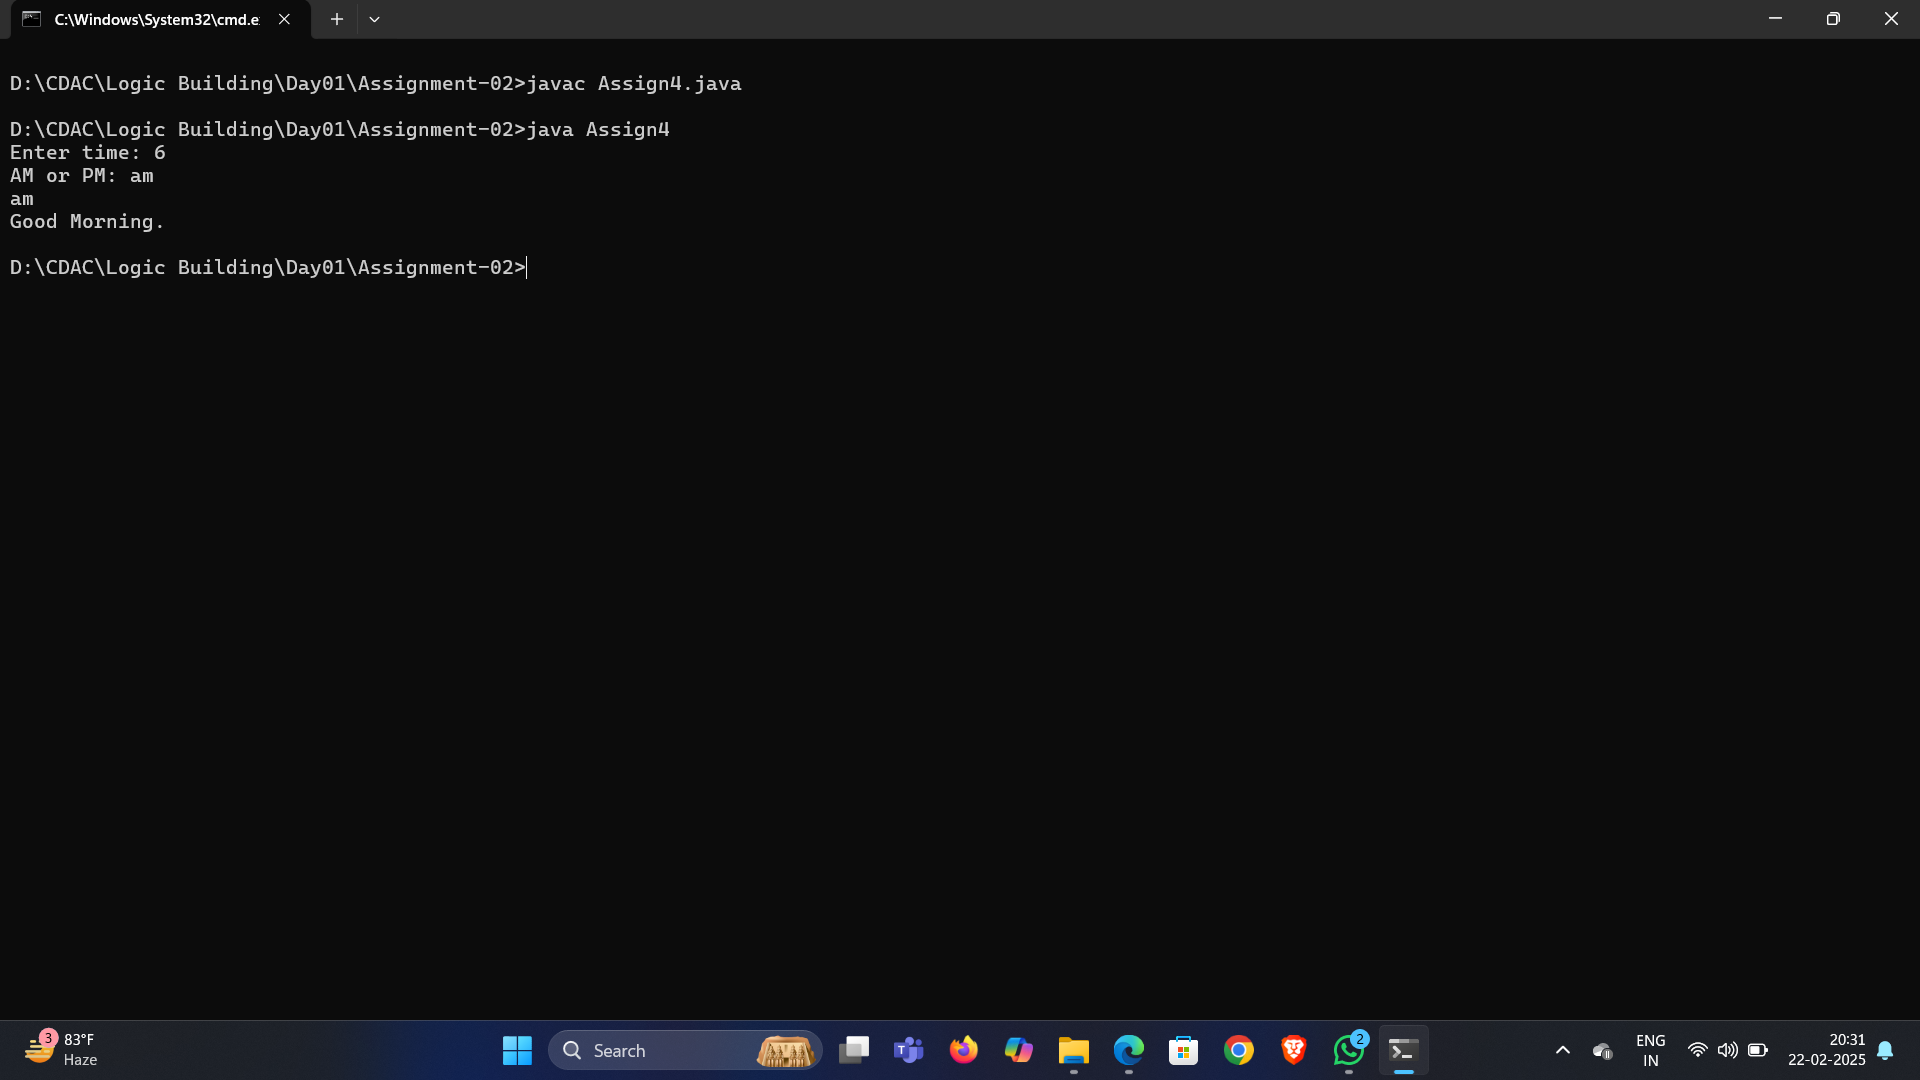 C:\Windows\System32\cmd.e
D:\CDAC\Logic Building\Day01\Assignment-02>javac Assign4.java
D:\CDAC\Logic Building\Day01\Assignment-02>java Assign4
Enter time: 6
AM or PM: am
am
Good Morning.
D:\CDAC\Logic Building\Day01\Assignment-02>
3
83°F
Haze
Search
2
ENG
IN
20:31
22-02-2025